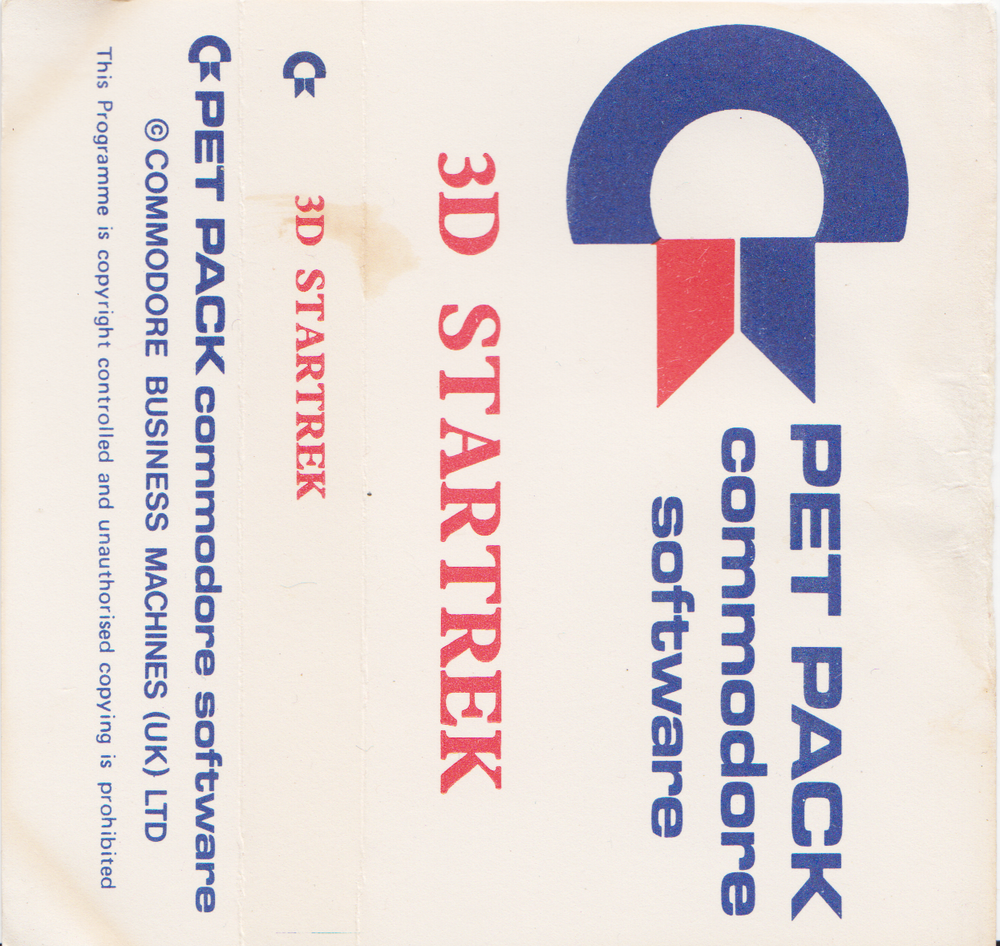 PET PACK
commodore
software
3D STARTREK
3D STARTREK
PET PACK commodore software
© COMMODORE BUSINESS MACHINES (UK) LTD
This Programme is copyright controlled and unauthorised copying is prohibited